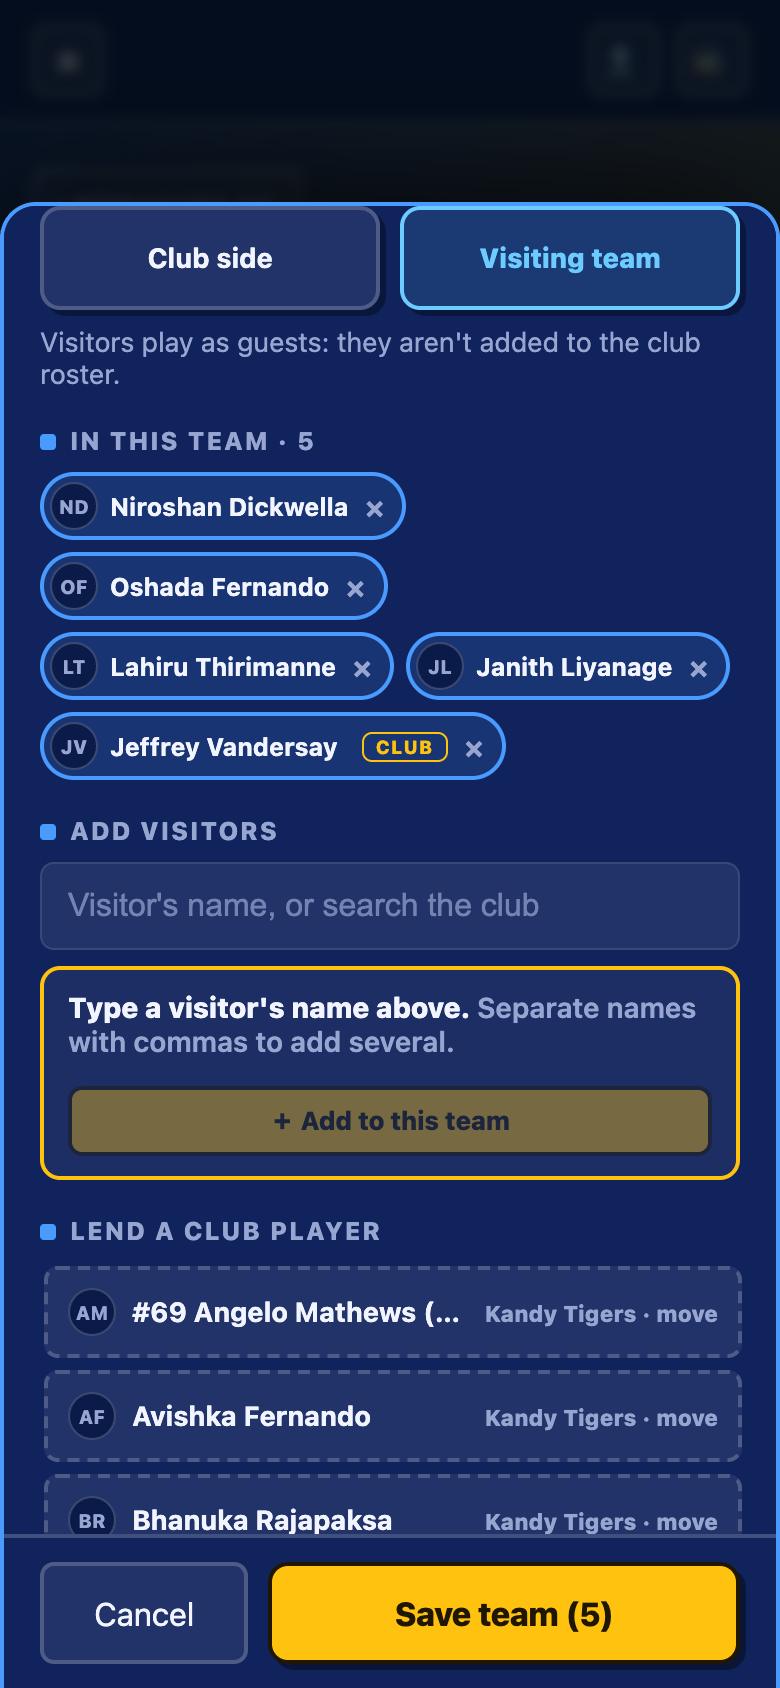 Club side
Visiting team
Visitors play as guests: they aren't added to the club
roster.
IN THIS TEAM · 5
ND Niroshan Dickwella ×
OF Oshada Fernando ×
LT Lahiru Thirimanne ×
JL Janith Liyanage ×
JV Jeffrey Vandersay CLUB ×
ADD VISITORS
Visitor's name, or search the club
Type a visitor's name above. Separate names
with commas to add several.
+ Add to this team
LEND A CLUB PLAYER
AM #69 Angelo Mathews (... Kandy Tigers · move
AF Avishka Fernando Kandy Tigers · move
BR Bhanuka Rajapaksa Kandy Tigers · move
Cancel
Save team (5)